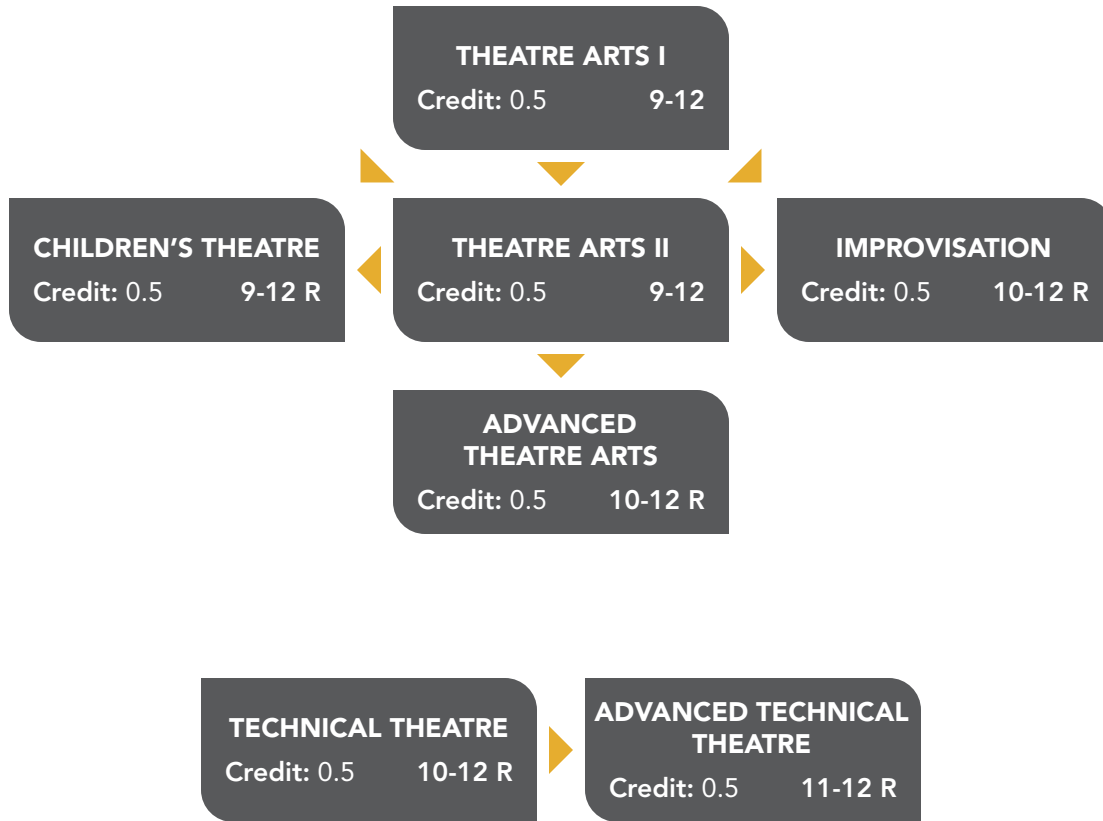 THEATRE ARTS I
Credit: 0.5 9-12
CHILDREN'S THEATRE
Credit: 0.5 9-12 R
THEATRE ARTS II
Credit: 0.5 9-12
IMPROVISATION
Credit: 0.5 10-12 R
ADVANCED
THEATRE ARTS
Credit: 0.5 10-12 R
TECHNICAL THEATRE
Credit: 0.5 10-12 R
ADVANCED TECHNICAL
THEATRE
Credit: 0.5 11-12 R